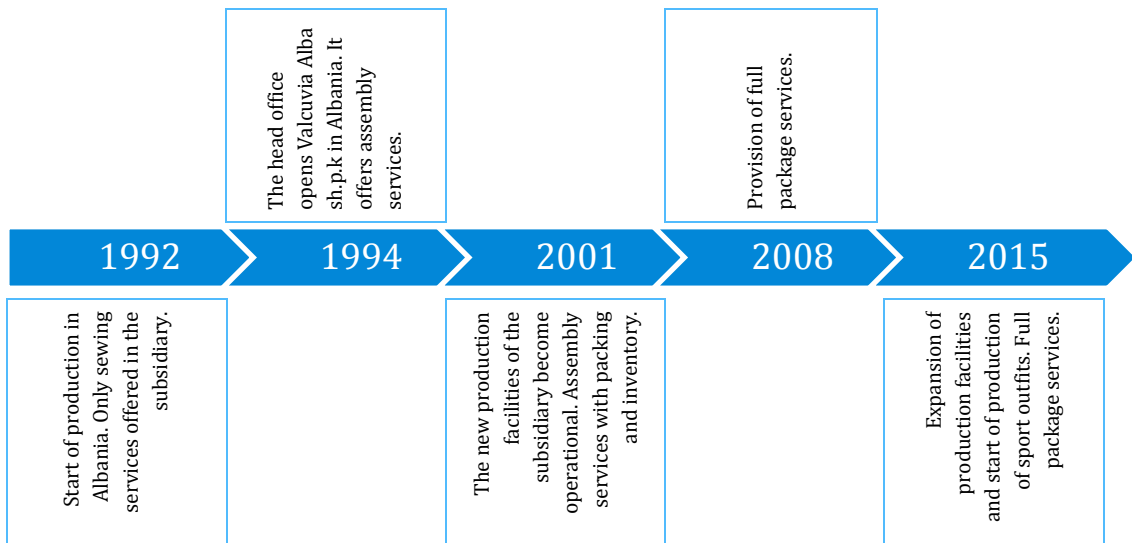 The head office
opens Valcuvia Alba
sh.p.k in Albania. It
offers assembly
services.
Provision of full
package services.
1992
1994
2001
2008
2015
Start of production in
Albania. Only sewing
services offered in the
subsidiary.
The new production
facilities of the
subsidiary become
operational. Assembly
services with packing
and inventory.
Expansion of
production facilities
and start of production
of sport outfits. Full
package services.